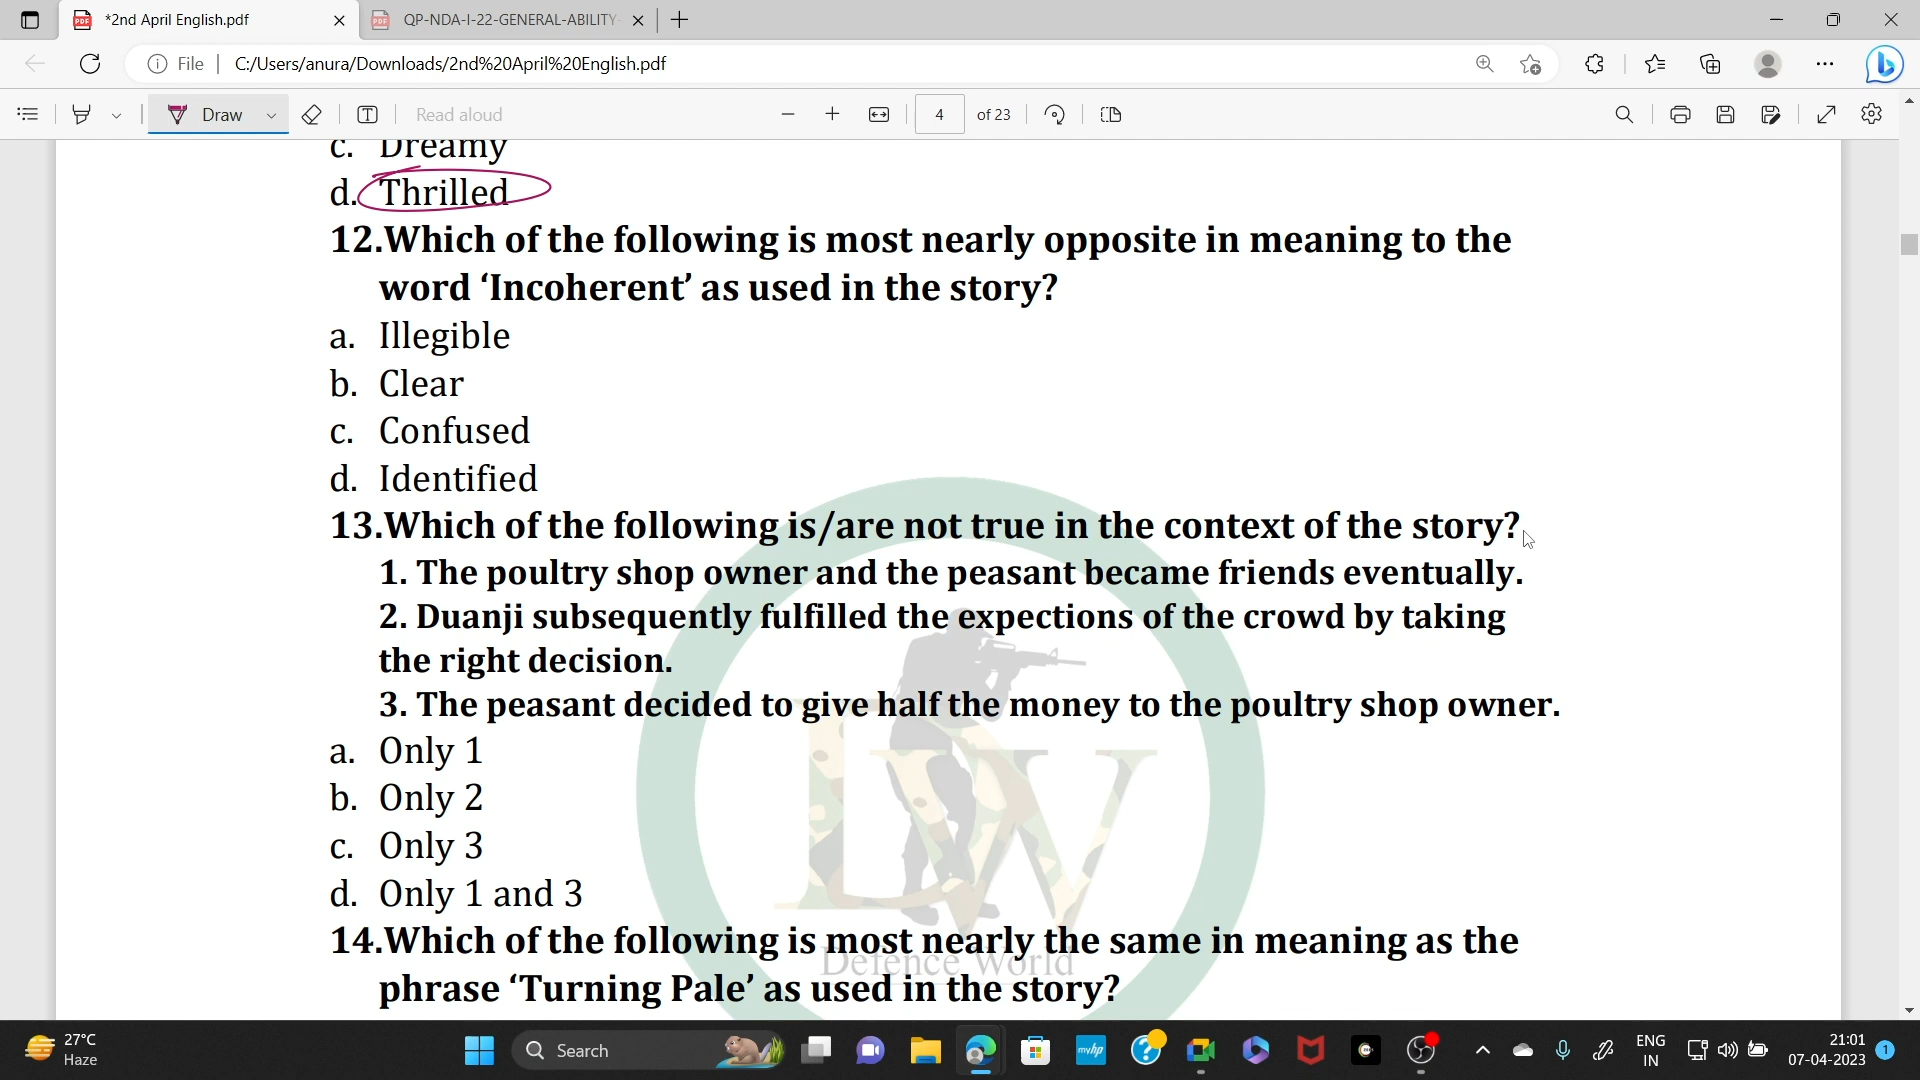 *2nd April English.pdf
QP-NDA-I-22-GENERAL-ABILITY-
File
C:/Users/anura/Downloads/2nd%20April%20English.pdf
Draw
Read aloud
4
of 23
c. Dreamy
d. Thrilled
12.Which of the following is most nearly opposite in meaning to the
word ‘Incoherent’ as used in the story?
a. Illegible
b. Clear
c. Confused
d. Identified
13.Which of the following is/are not true in the context of the story?
1. The poultry shop owner and the peasant became friends eventually.
2. Duanji subsequently fulfilled the expections of the crowd by taking
the right decision.
3. The peasant decided to give half the money to the poultry shop owner.
a. Only 1
b. Only 2
c. Only 3
d. Only 1 and 3
14.Which of the following is most nearly the same in meaning as the
phrase ‘Turning Pale’ as used in the story?
DW
Defence World
27°C
Haze
Search
myhp
ENG
IN
21:01
07-04-2023
1